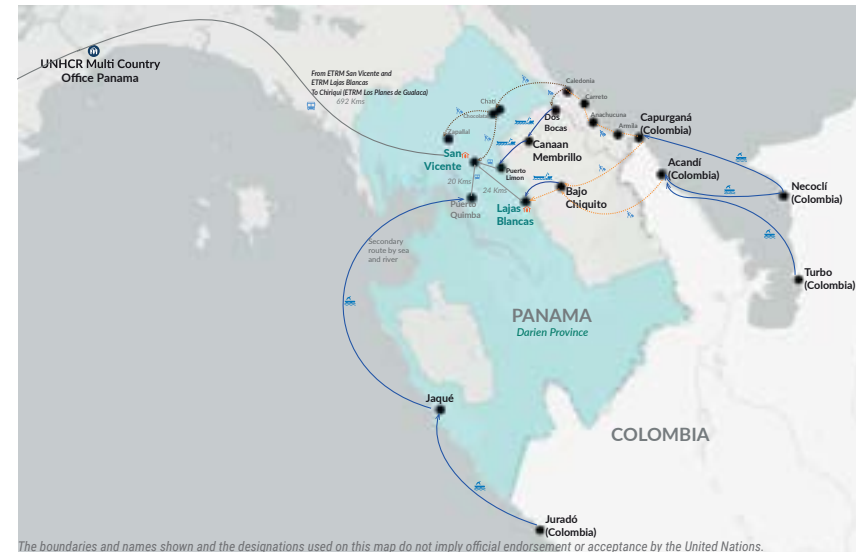 UNHCR Multi Country
Office Panama
From ETRM San Vicente and
ETRM Lajas Blancas
To Chiriqui (ETRM Los Planes de Gualaca)
692 Kms
Caledonia
Carreto
Chati
Chocolate
Dos
Bocas
Anachucuna
Armila
Capurganá
(Colombia)
Zapallal
San
Vicente
Canaan
Membrillo
Puerto
Limon
Acandí
(Colombia)
20 Kms
24 Kms
Bajo
Chiquito
Necoclí
(Colombia)
Puerto
Quimba
Lajas
Blancas
Secondary
route by sea
and river
Turbo
(Colombia)
PANAMA
Darien Province
Jaqué
COLOMBIA
Juradó
(Colombia)
The boundaries and names shown and the designations used on this map do not imply official endorsement or acceptance by the United Nations.